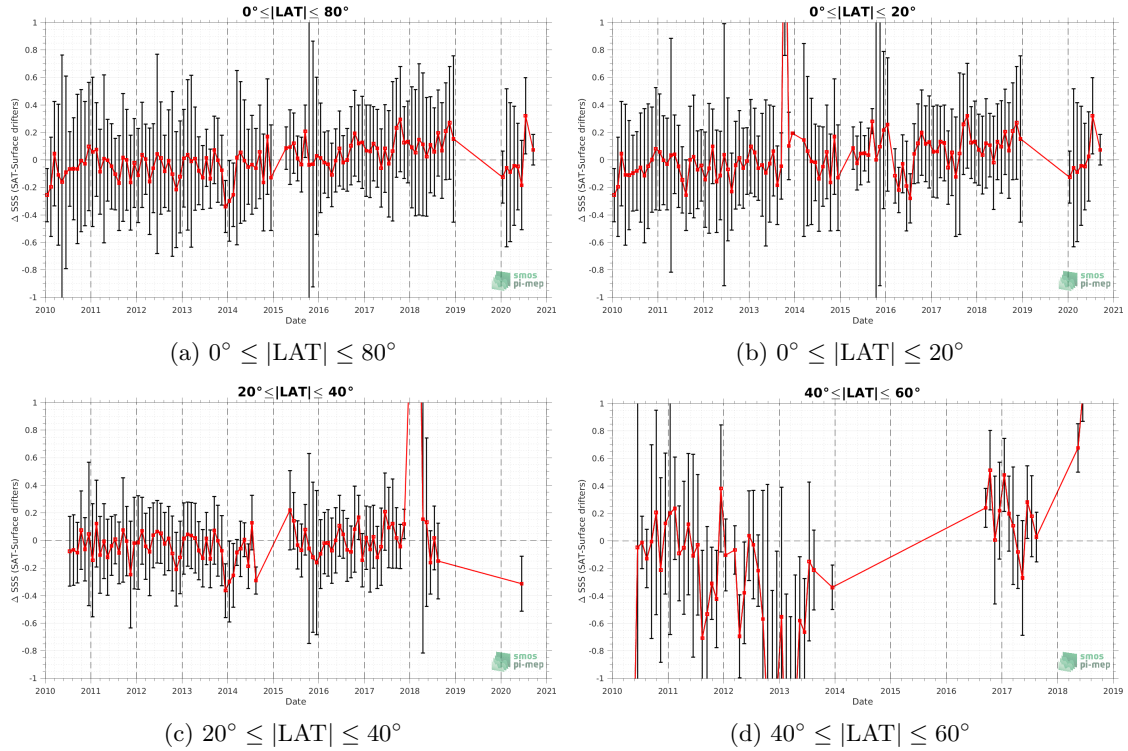 0°≤|LAT|≤ 80°
Δ SSS (SAT-Surface drifters)
1
0.8
0.6
0.4
0.2
0
-0.2
-0.4
-0.6
-0.8
-1
2010 2011 2012 2013 2014 2015 2016 2017 2018 2019 2020 2021
Date
smos
pi-mep
(a) 0° ≤ |LAT| ≤ 80°
0°≤|LAT|≤ 20°
Δ SSS (SAT-Surface drifters)
1
0.8
0.6
0.4
0.2
0
-0.2
-0.4
-0.6
-0.8
-1
2010 2011 2012 2013 2014 2015 2016 2017 2018 2019 2020 2021
Date
smos
pi-mep
(b) 0° ≤ |LAT| ≤ 20°
20°≤|LAT|≤ 40°
Δ SSS (SAT-Surface drifters)
1
0.8
0.6
0.4
0.2
0
-0.2
-0.4
-0.6
-0.8
-1
2010 2011 2012 2013 2014 2015 2016 2017 2018 2019 2020 2021
Date
smos
pi-mep
(c) 20° ≤ |LAT| ≤ 40°
40°≤|LAT|≤ 60°
Δ SSS (SAT-Surface drifters)
1
0.8
0.6
0.4
0.2
0
-0.2
-0.4
-0.6
-0.8
-1
2010 2011 2012 2013 2014 2015 2016 2017 2018 2019
Date
smos
pi-mep
(d) 40° ≤ |LAT| ≤ 60°